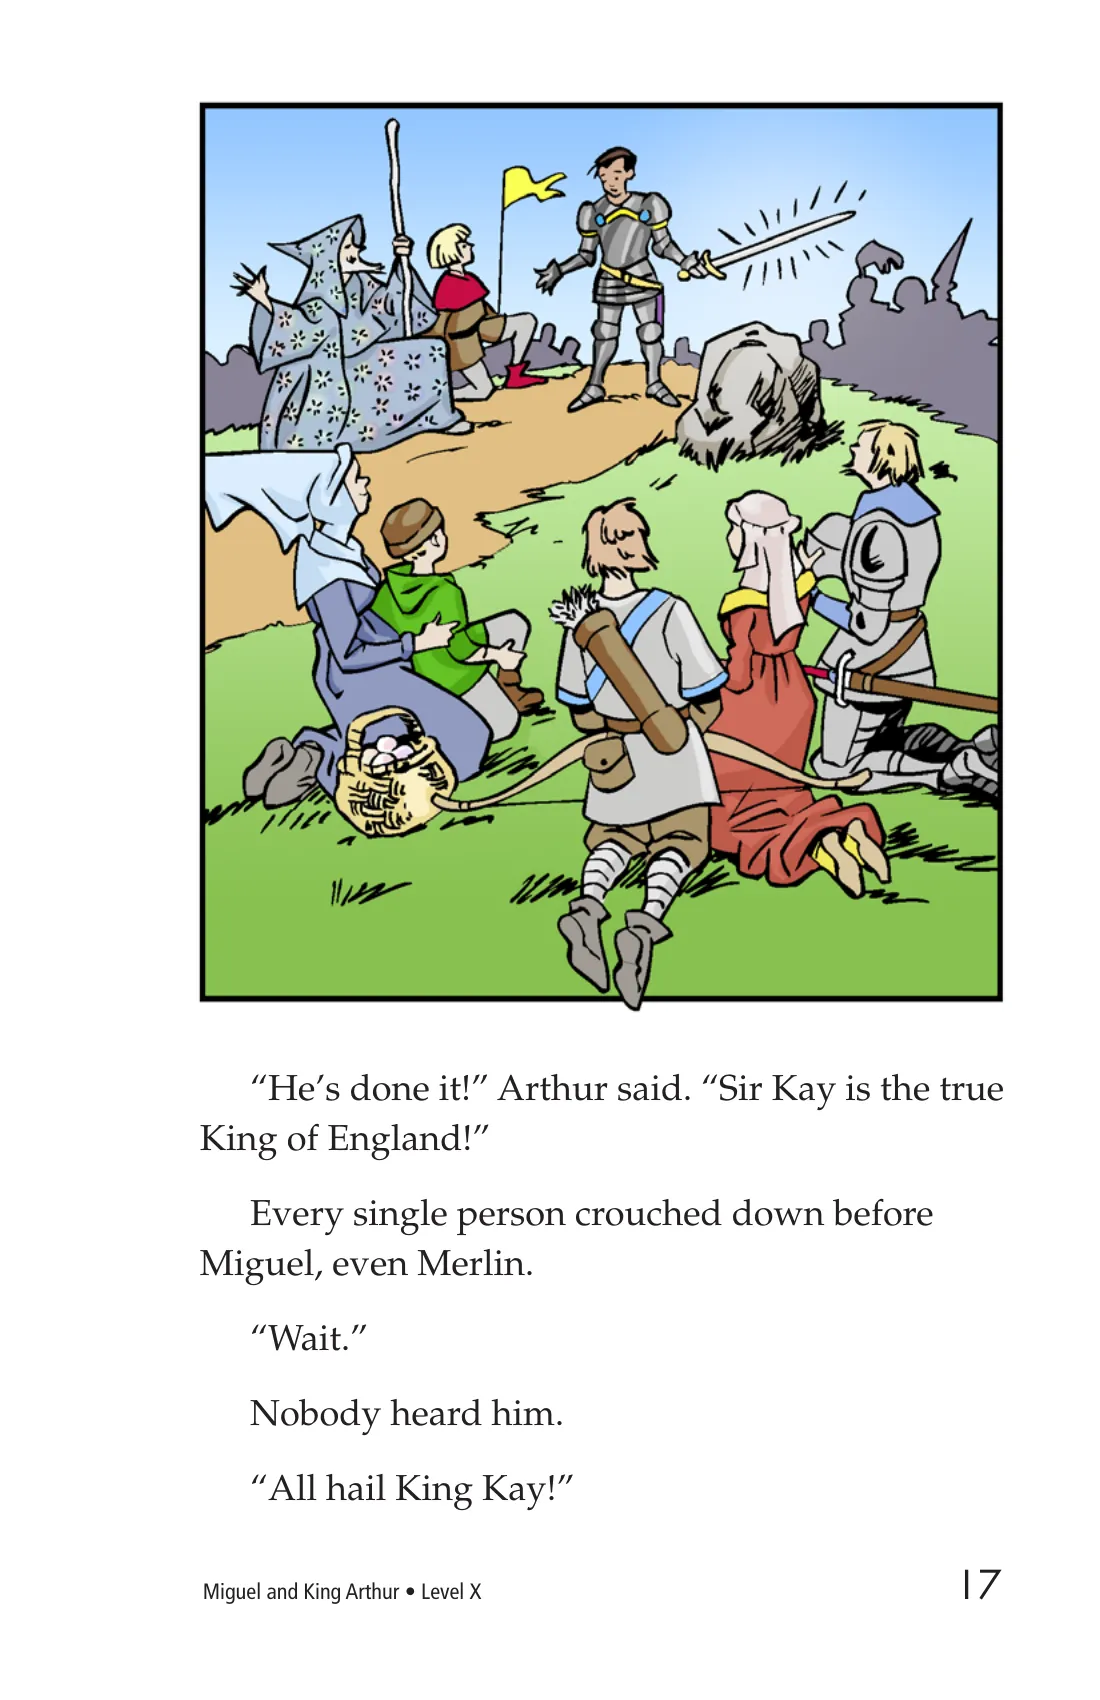 “He’s done it!” Arthur said. “Sir Kay is the true
King of England!”
Every single person crouched down before
Miguel, even Merlin.
“Wait.”
Nobody heard him.
“All hail King Kay!”
Miguel and King Arthur • Level X
17